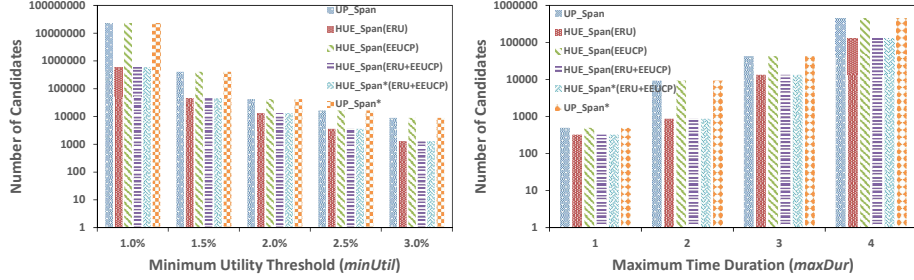 Number of Candidates
100000000
10000000
1000000
100000
10000
1000
100
10
1
UP_Span
HUE_Span(ERU)
HUE_Span(EEUCP)
HUE_Span(ERU+EEUCP)
HUE_Span*(ERU+EEUCP)
UP_Span*
1.0% 1.5% 2.0% 2.5% 3.0%
Minimum Utility Threshold (minUtil)
Number of Candidates
1000000
100000
10000
1000
100
10
1
UP_Span
HUE_Span(ERU)
HUE_Span(EEUCP)
HUE_Span(ERU+EEUCP)
HUE_Span*(ERU+EEUCP)
UP_Span*
1 2 3 4
Maximum Time Duration (maxDur)